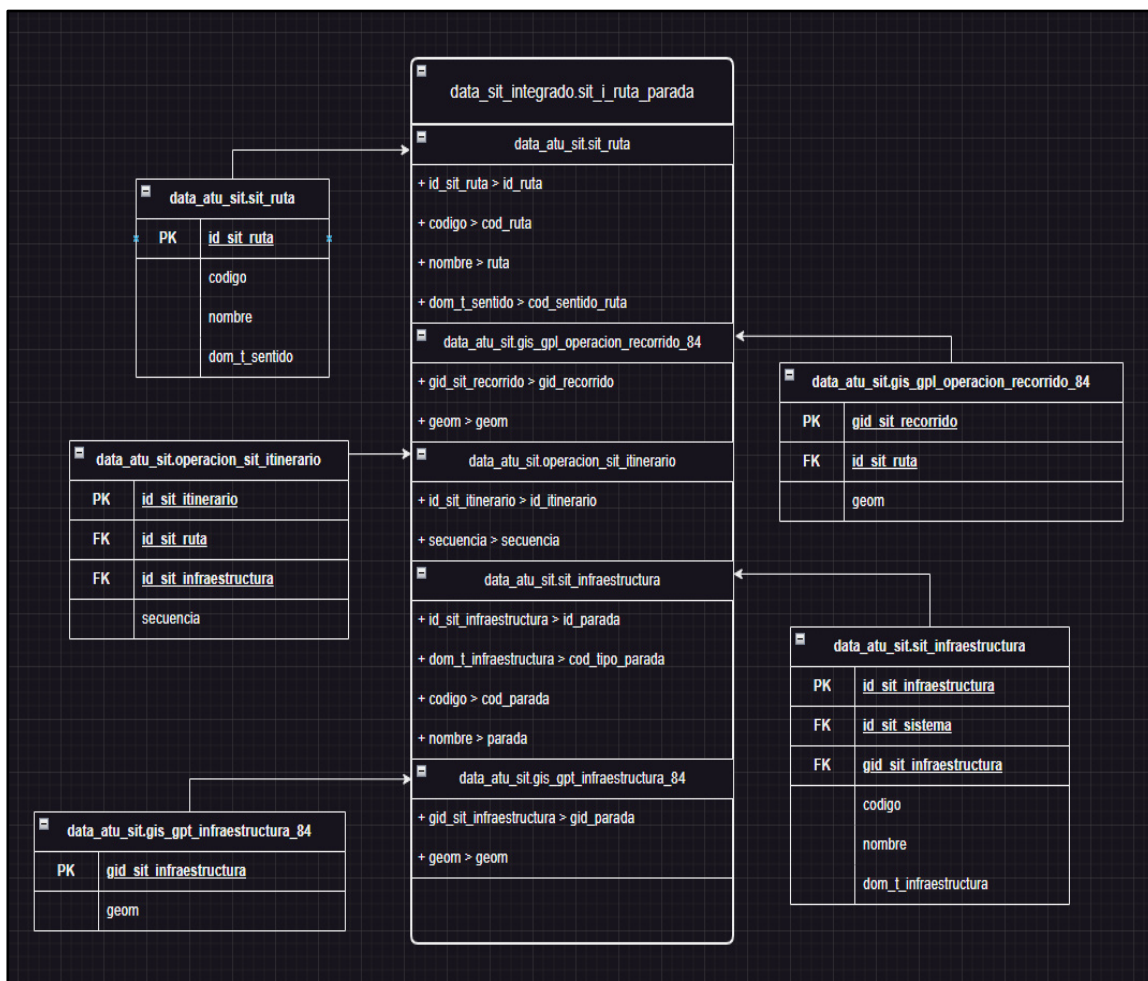 data_sit_integrado.sit_i_ruta_parada
data_atu_sit.sit_ruta
+ id_sit_ruta > id_ruta
+ codigo > cod_ruta
+ nombre > ruta
+ dom_t_sentido > cod_sentido_ruta
data_atu_sit.gis_gpl_operacion_recorrido_84
+ gid_sit_recorrido > gid_recorrido
+ geom > geom
data_atu_sit.operacion_sit_itinerario
+ id_sit_itinerario > id_itinerario
+ secuencia > secuencia
data_atu_sit.sit_infraestructura
+ id_sit_infraestructura > id_parada
+ dom_t_infraestructura > cod_tipo_parada
+ codigo > cod_parada
+ nombre > parada
data_atu_sit.gis_gpt_infraestructura_84
+ gid_sit_infraestructura > gid_parada
+ geom > geom
data_atu_sit.sit_ruta
PK id_sit_ruta
codigo
nombre
dom_t_sentido
data_atu_sit.operacion_sit_itinerario
PK id_sit_itinerario
FK id_sit_ruta
FK id_sit_infraestructura
secuencia
data_atu_sit.gis_gpt_infraestructura_84
PK gid_sit_infraestructura
geom
data_atu_sit.gis_gpl_operacion_recorrido_84
PK gid_sit_recorrido
FK id_sit_ruta
geom
data_atu_sit.sit_infraestructura
PK id_sit_infraestructura
FK id_sit_sistema
FK gid_sit_infraestructura
codigo
nombre
dom_t_infraestructura